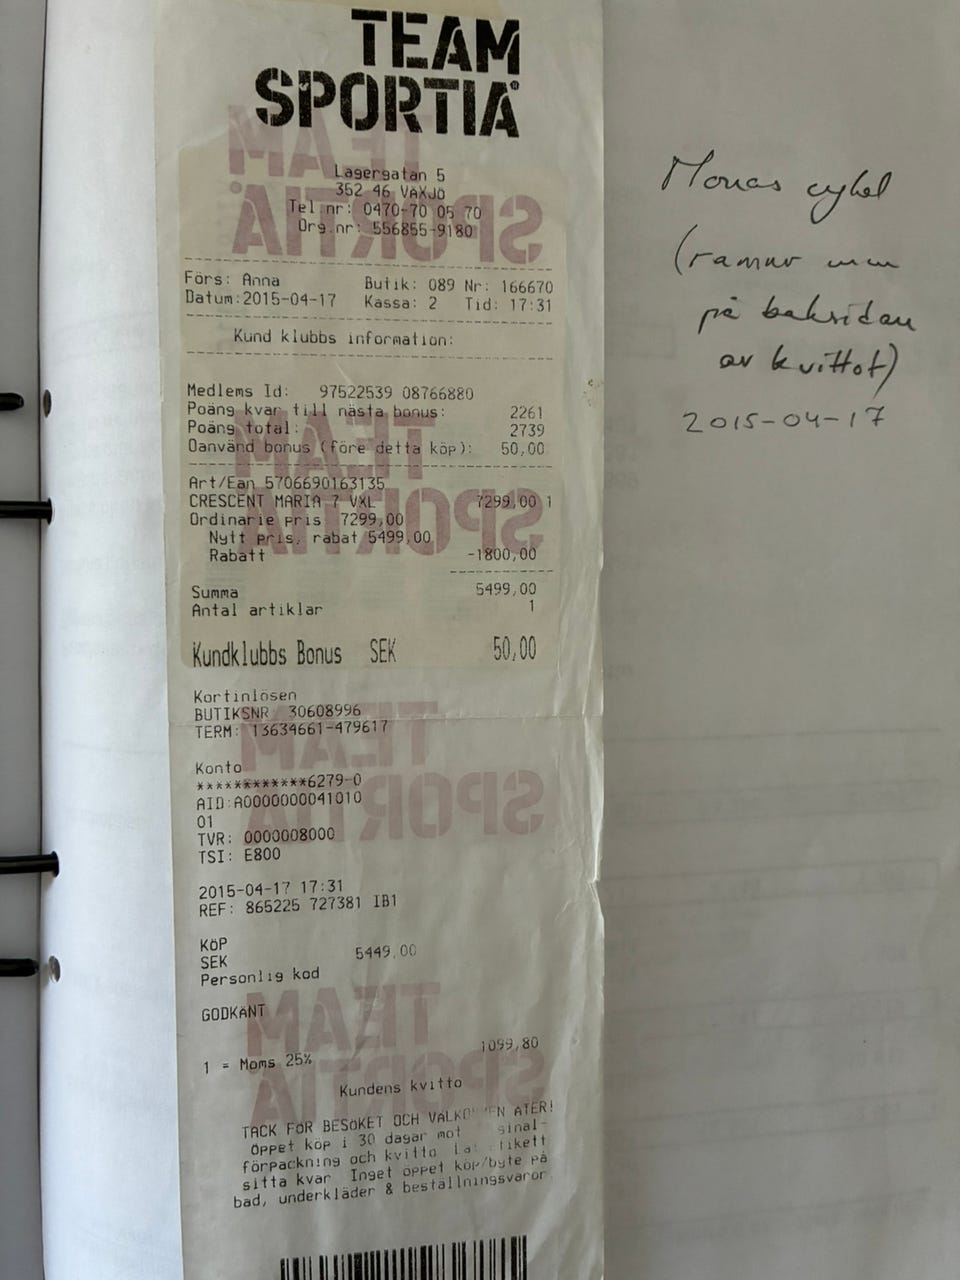 TEAM
SPORTIA
Lagergatan 5
352 46 VÄXJÖ
Tel nr: 0470-70 05 70
Org.nr: 556855-9180
Förs: Anna Butik: 089 Nr: 166670
Datum:2015-04-17 Kassa: 2 Tid: 17:31
Kund klubbs information:
Medlems Id: 97522539 08766880
Poäng kvar till nästa bonus: 2261
Poäng total: 2739
Oanvänd bonus (före detta köp): 50,00
Art/Ean 5706690163135
CRESCENT MARIA 7 VXL 7299,00 1
Ordinarie pris 7299,00
Nytt pris, rabat 5499,00
Rabatt -1800,00
Summa 5499,00
Antal artiklar 1
Kundklubbs Bonus SEK 50,00
Kortinlösen
BUTIKSNR 30608996
TERM: 13634661-479617
Konto
************6279-0
AID:A0000000041010
01
TVR: 0000008000
TSI: E800
2015-04-17 17:31
REF: 865225 727381 IB1
KÖP
SEK 5449,00
Personlig kod
GODKÄNT
1 = Moms 25% 1099,80
Kundens kvitto
TACK FÖR BESÖKET OCH ÅTER!
Öppet köp i 30 dagar mot
förpackning och kvitto
sitta kvar Inget öppet köp/byte på
bad, underkläder & beställningsvaror
Monas cykel
(ramnr mm
på baksidan
av kvittot)
2015-04-17